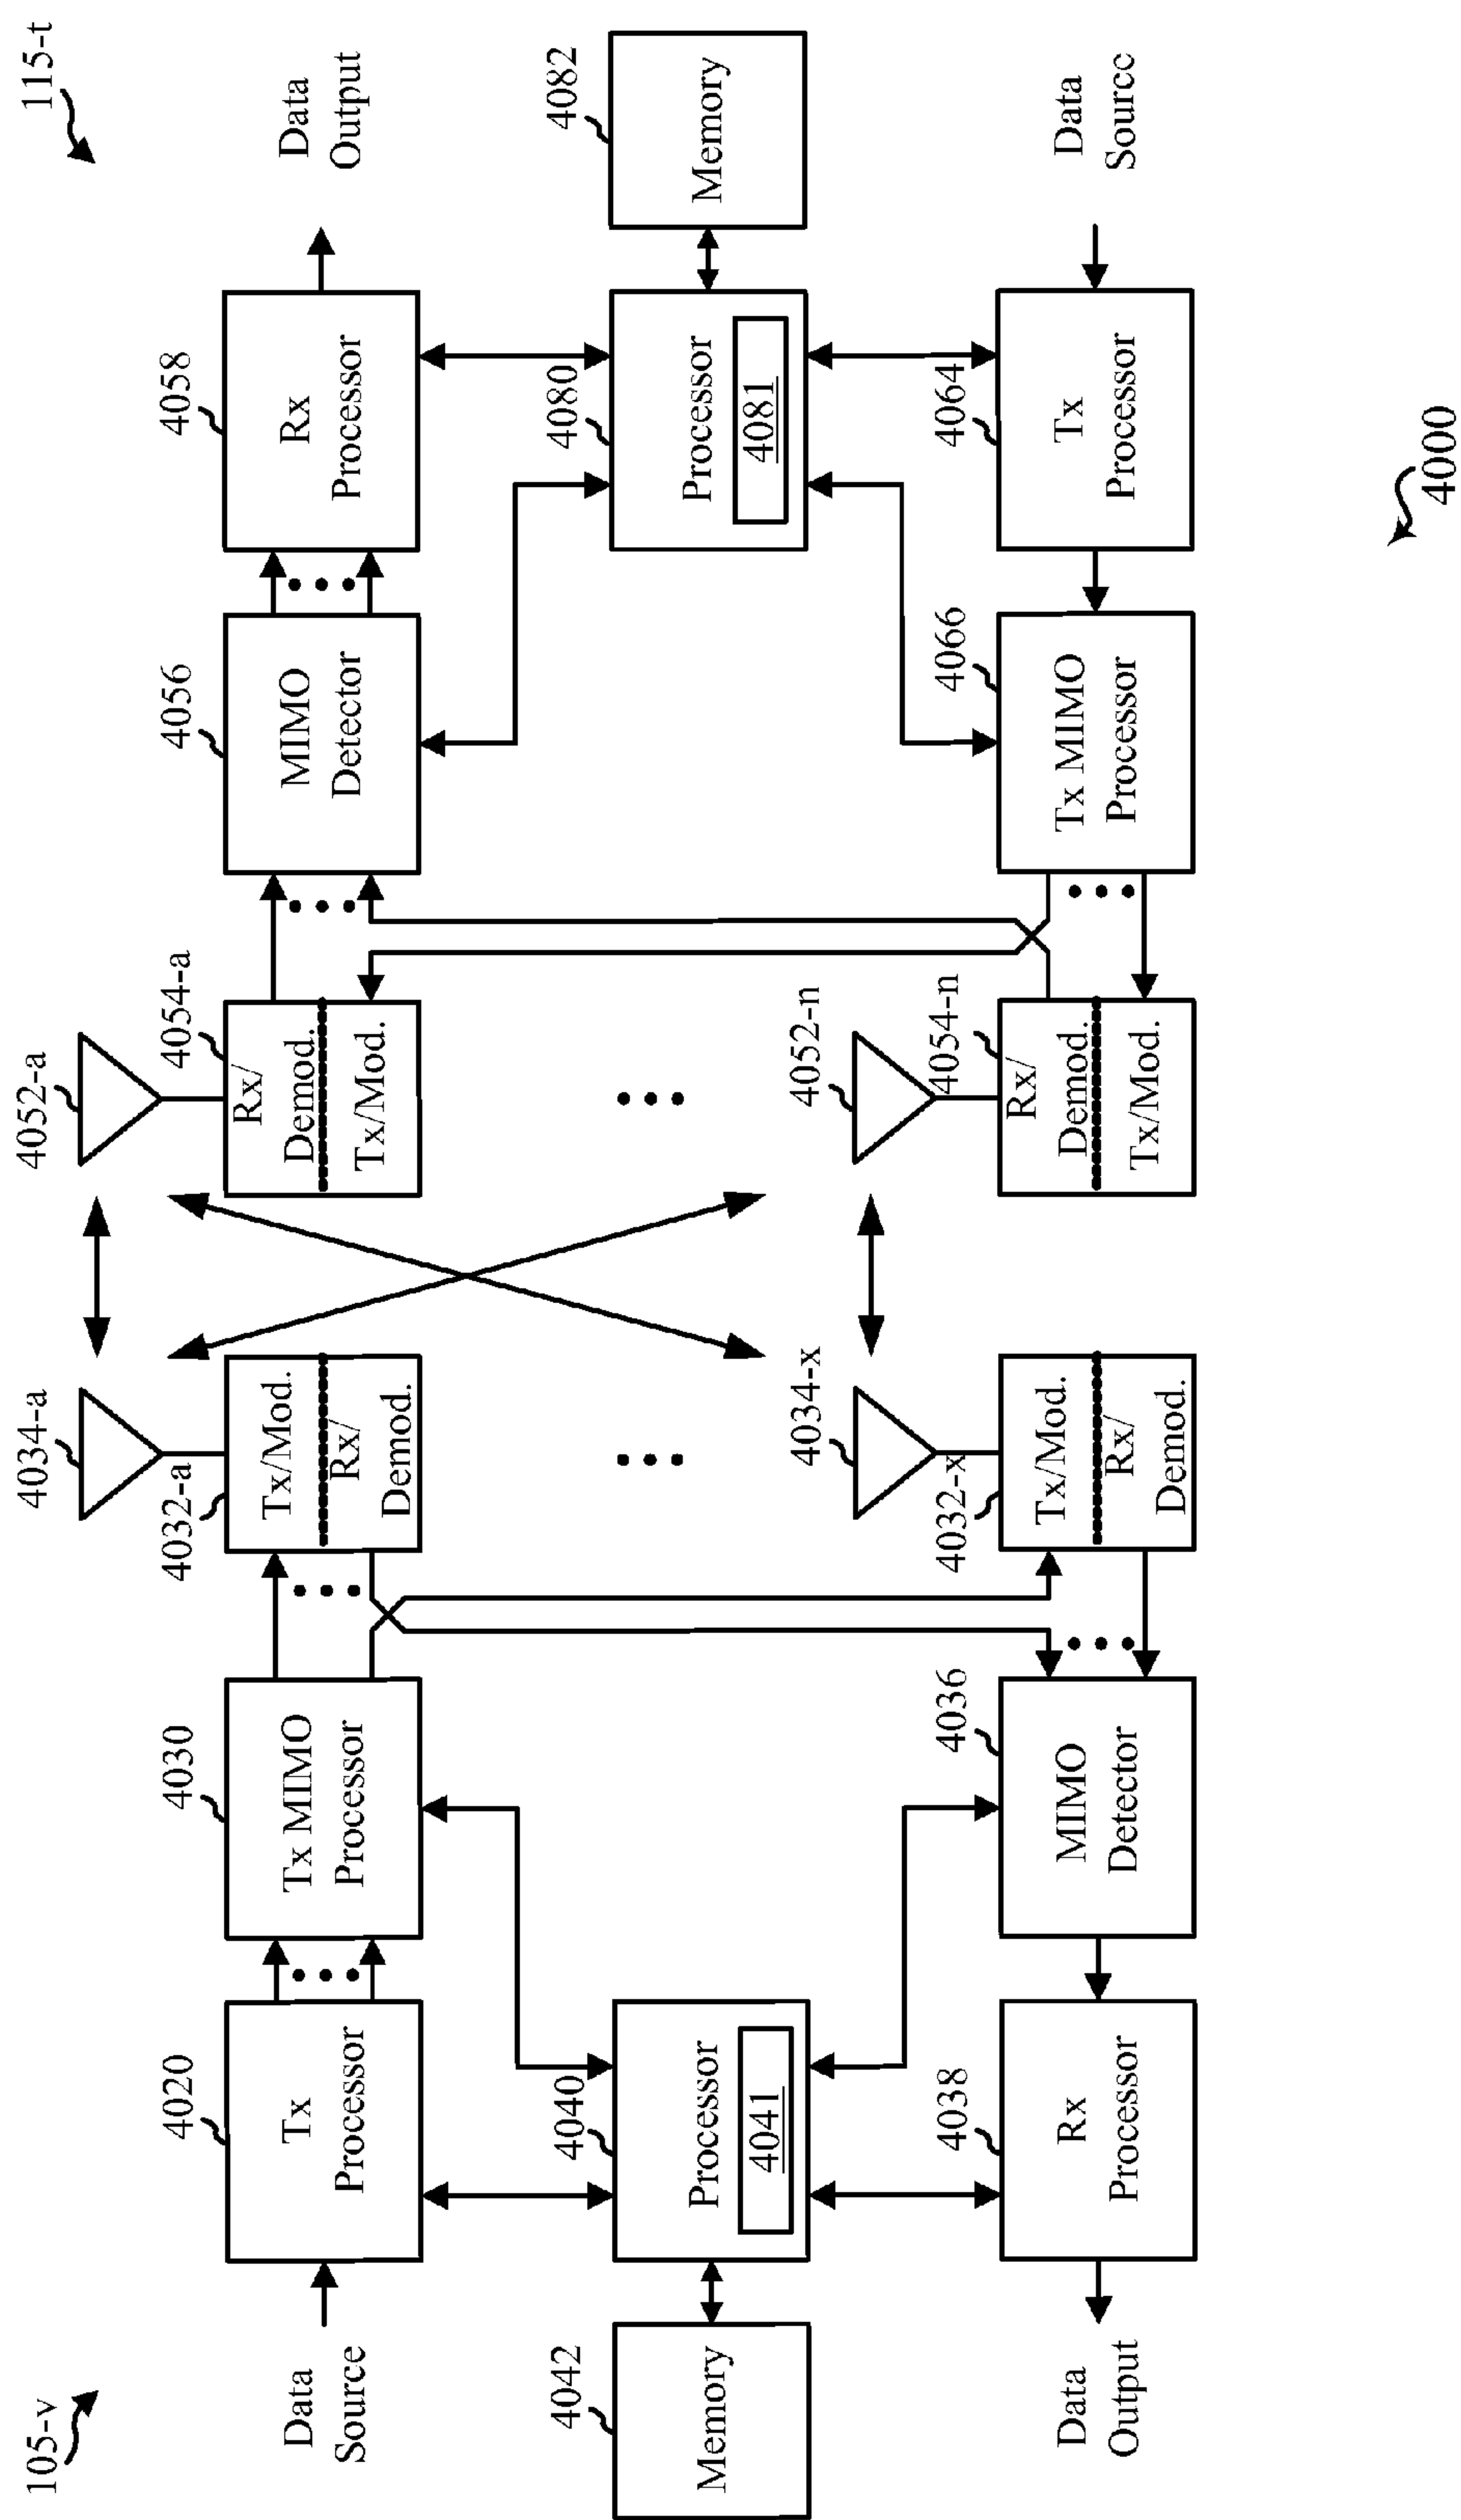 105-v
115-t
4034-a
4052-a
4020
4030
4032-a
4054-a
4056
4058
Data
Source
Tx
Processor
Tx MIMO
Processor
Tx/Mod.
Rx/
Demod.
Rx/
Demod.
Tx/Mod.
MIMO
Detector
Rx
Processor
Data
Output
4042
4040
4080
4082
Memory
Processor
4041
Processor
4081
Memory
4034-x
4052-n
4038
4036
4032-x
4054-n
4066
4064
Data
Output
Rx
Processor
MIMO
Detector
Tx/Mod.
Rx/
Demod.
Rx/
Demod.
Tx/Mod.
Tx MIMO
Processor
Tx
Processor
Data
Source
4000